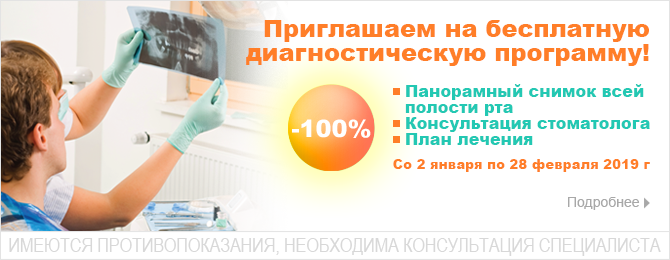 Приглашаем на бесплатную
диагностическую программу!
-100%
Панорамный снимок всей
полости рта
Консультация стоматолога
План лечения
Со 2 января по 28 февраля 2019 г
Подробнее
ИМЕЮТСЯ ПРОТИВОПОКАЗАНИЯ, НЕОБХОДИМА КОНСУЛЬТАЦИЯ СПЕЦИАЛИСТА